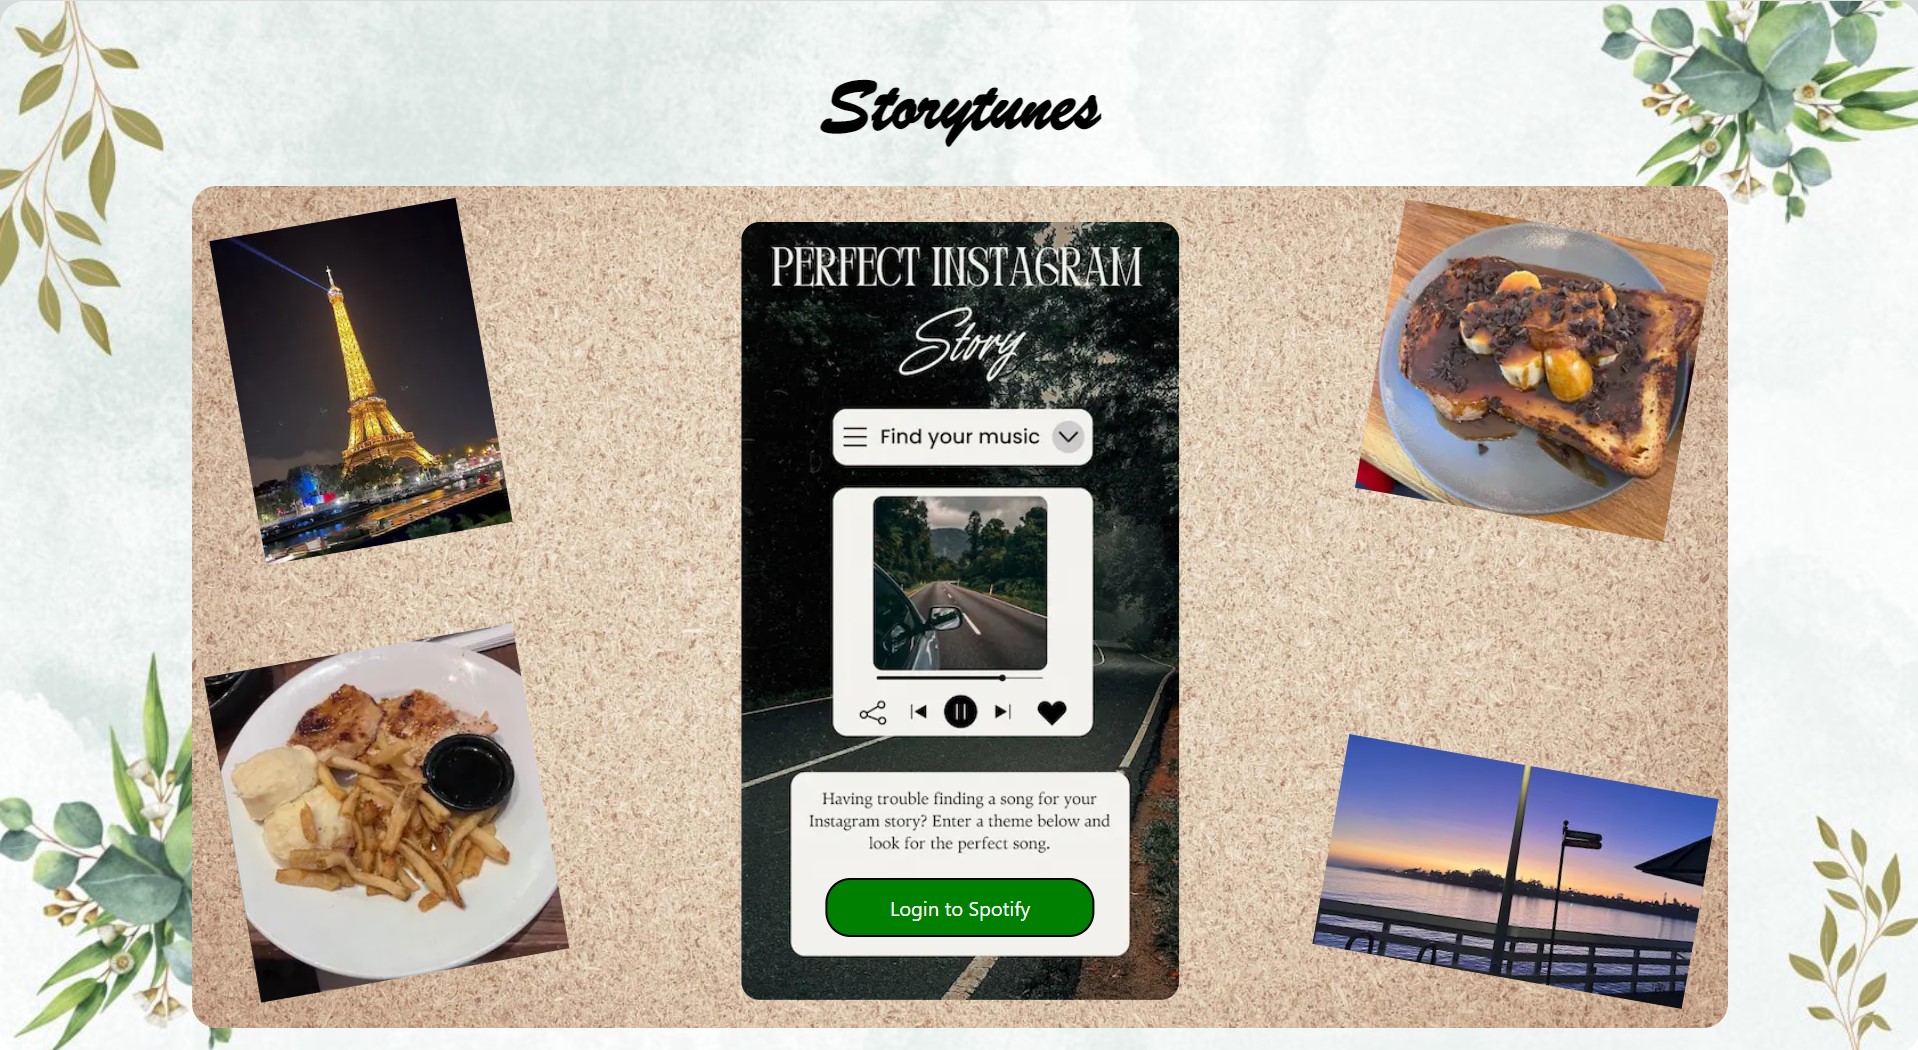 Storytunes
PERFECT INSTAGRAM
Story
Find your music
Having trouble finding a song for your
Instagram story? Enter a theme below and
look for the perfect song.
Login to Spotify